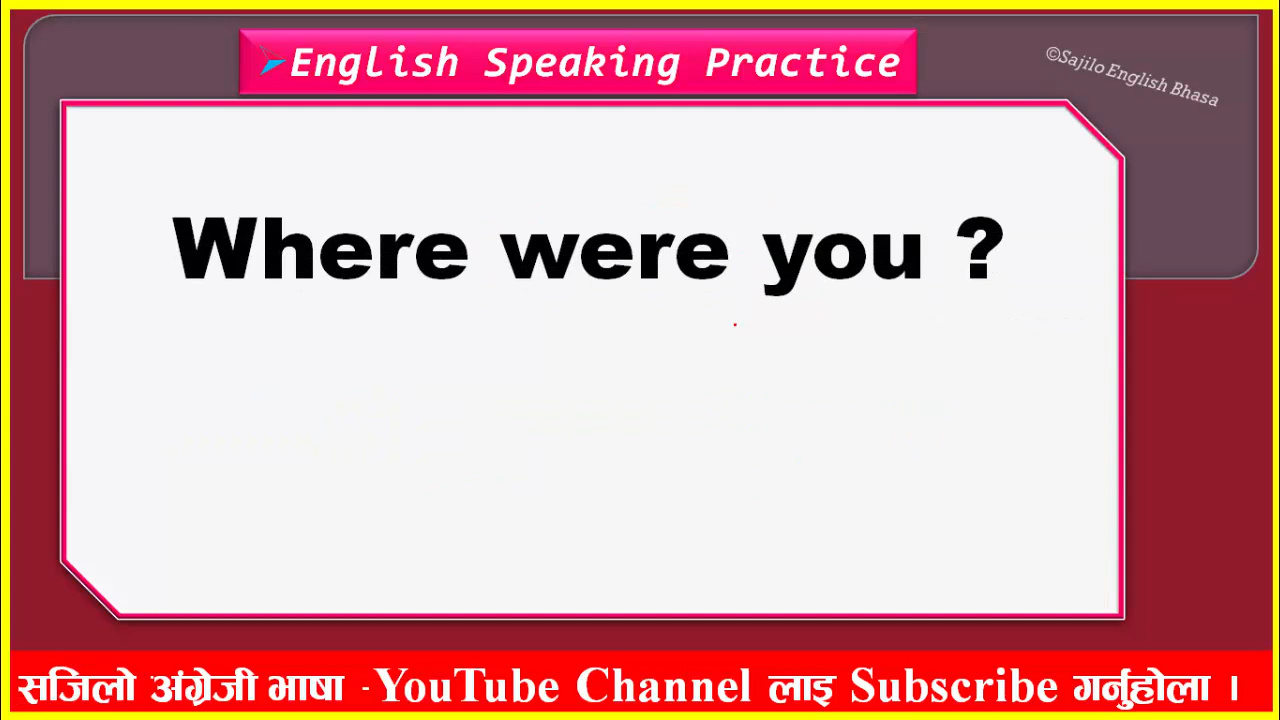 English Speaking Practice
©Sajilo English Bhasa
Where were you ?
सजिलो अंग्रेजी भाषा -YouTube Channel लाइ Subscribe गर्नुहोला ।